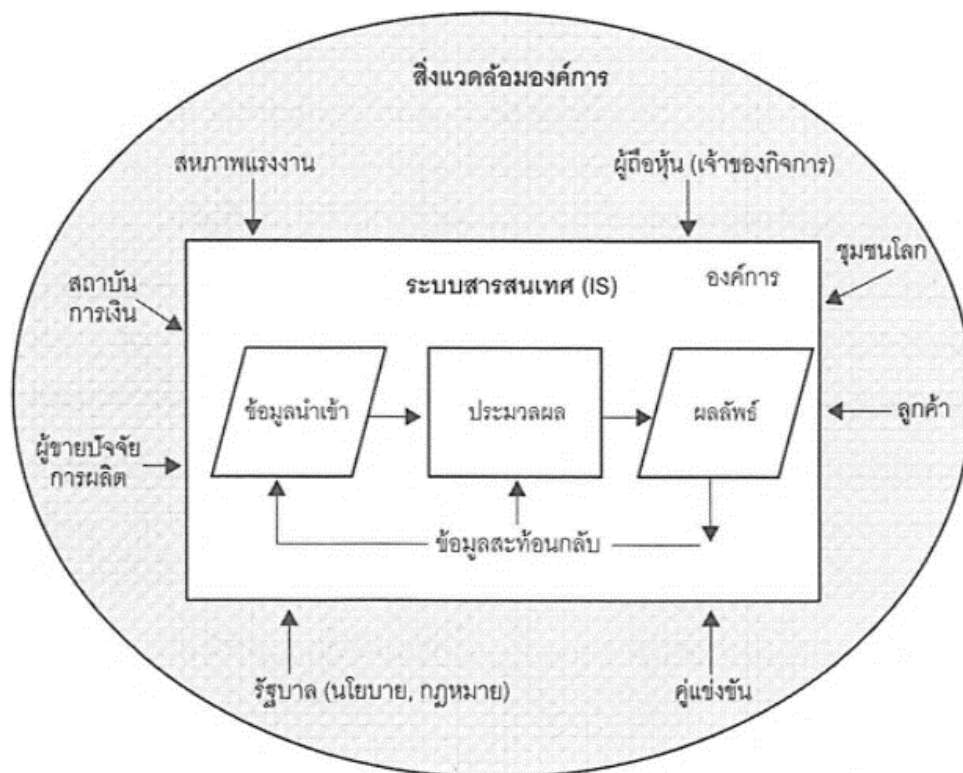 สิ่งแวดล้อมองค์การ
สหภาพแรงงาน
ผู้ถือหุ้น (เจ้าของกิจการ)
ชุมชนโลก
สถาบัน
การเงิน
ระบบสารสนเทศ (IS)
องค์การ
ข้อมูลนำเข้า
ประมวลผล
ผลลัพธ์
ลูกค้า
ผู้ขายปัจจัย
การผลิต
ข้อมูลสะท้อนกลับ
รัฐบาล (นโยบาย, กฎหมาย)
คู่แข่งขัน